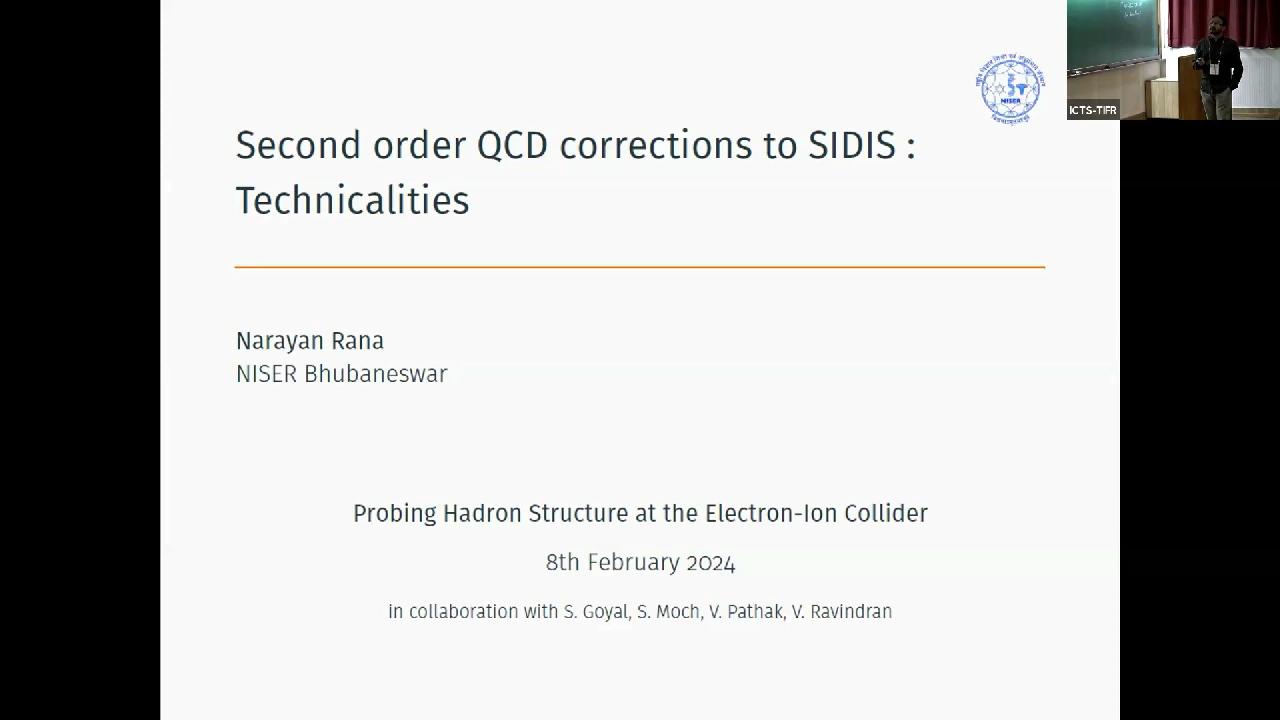 Second order QCD corrections to SIDIS :
Technicalities
Narayan Rana
NISER Bhubaneswar
Probing Hadron Structure at the Electron-Ion Collider
8th February 2024
in collaboration with S. Goyal, S. Moch, V. Pathak, V. Ravindran
NISER
ICTS-TIFR